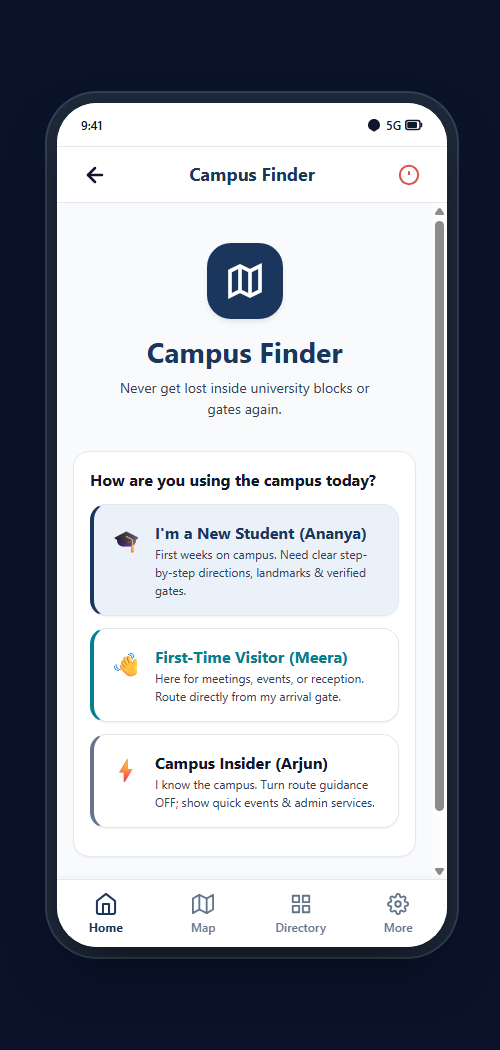 9:41
5G
Campus Finder
Campus Finder
Never get lost inside university blocks or
gates again.
How are you using the campus today?
I'm a New Student (Ananya)
First weeks on campus. Need clear step-
by-step directions, landmarks & verified
gates.
First-Time Visitor (Meera)
Here for meetings, events, or reception.
Route directly from my arrival gate.
Campus Insider (Arjun)
I know the campus. Turn route guidance
OFF; show quick events & admin services.
Home
Map
Directory
More